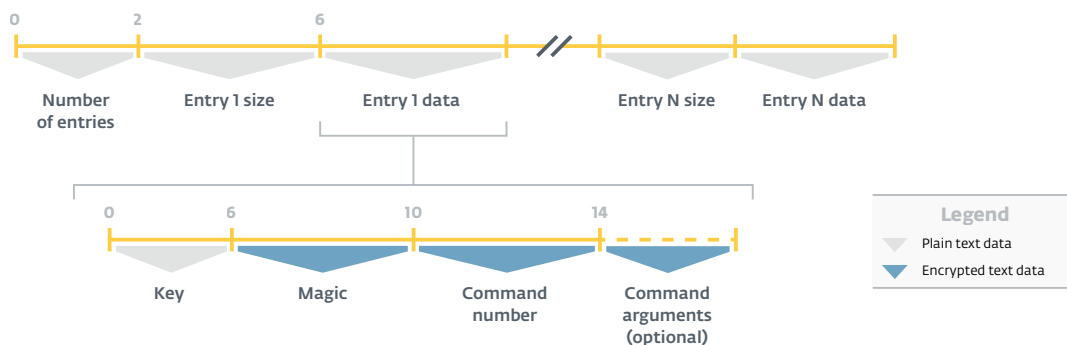 0 2 6
Number
of entries
Entry 1 size
Entry 1 data
Entry N size
Entry N data
0 6 10 14
Key
Magic
Command
number
Command
arguments
(optional)
Legend
Plain text data
Encrypted text data